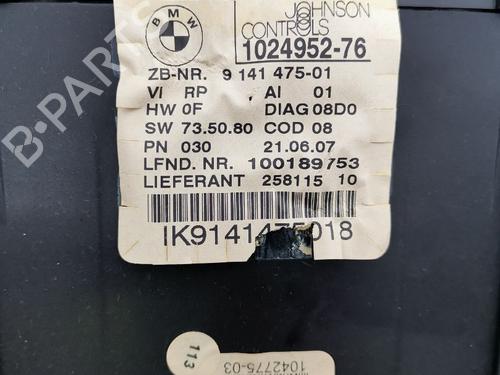 BMW
JOHNSON
CONTROLS
1024952-76
ZB-NR. 9 141 475-01
VI RP , AI 01
HW 0F DIAG 08D0
SW 73.50.80 COD 08
PN 030 21.06.07
LFND. NR. 100189753
LIEFERANT 258115 10
IK9141475018
113
1042775-03